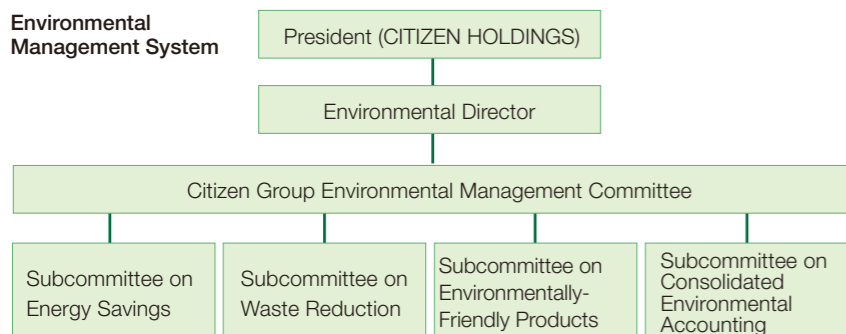 Environmental
Management System
President (CITIZEN HOLDINGS)
Environmental Director
Citizen Group Environmental Management Committee
Subcommittee on
Energy Savings
Subcommittee on
Waste Reduction
Subcommittee on
Environmentally-
Friendly Products
Subcommittee on
Consolidated
Environmental
Accounting